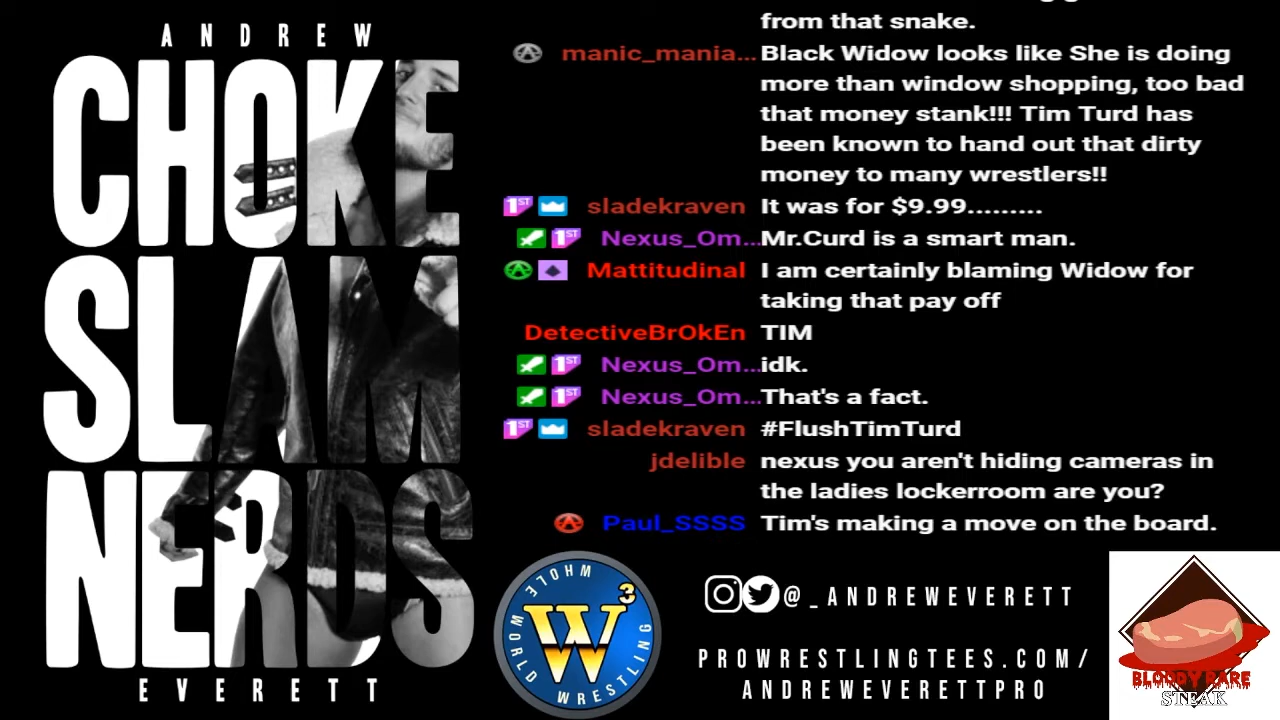 ANDREW
CHOKE
SLAM
NERDS
EVERETT
from that snake.
manic_mania... Black Widow looks like She is doing
more than window shopping, too bad
that money stank!!! Tim Turd has
been known to hand out that dirty
money to many wrestlers!!
1ST sladekraven It was for $9.99.........
1ST Nexus_Om... Mr.Curd is a smart man.
Mattitudinal I am certainly blaming Widow for
taking that pay off
DetectiveBrOkEn TIM
1ST Nexus_Om... idk.
1ST Nexus_Om... That's a fact.
1ST sladekraven #FlushTimTurd
jdelible nexus you aren't hiding cameras in
the ladies lockerroom are you?
Paul_SSSS Tim's making a move on the board.
WHOLE
W3
WORLD WRESTLING
@_ANDREWEVERETT
PROWRESTLINGTEES.COM/
ANDREWEVERETTPRO
BLOODY RARE
STEAK